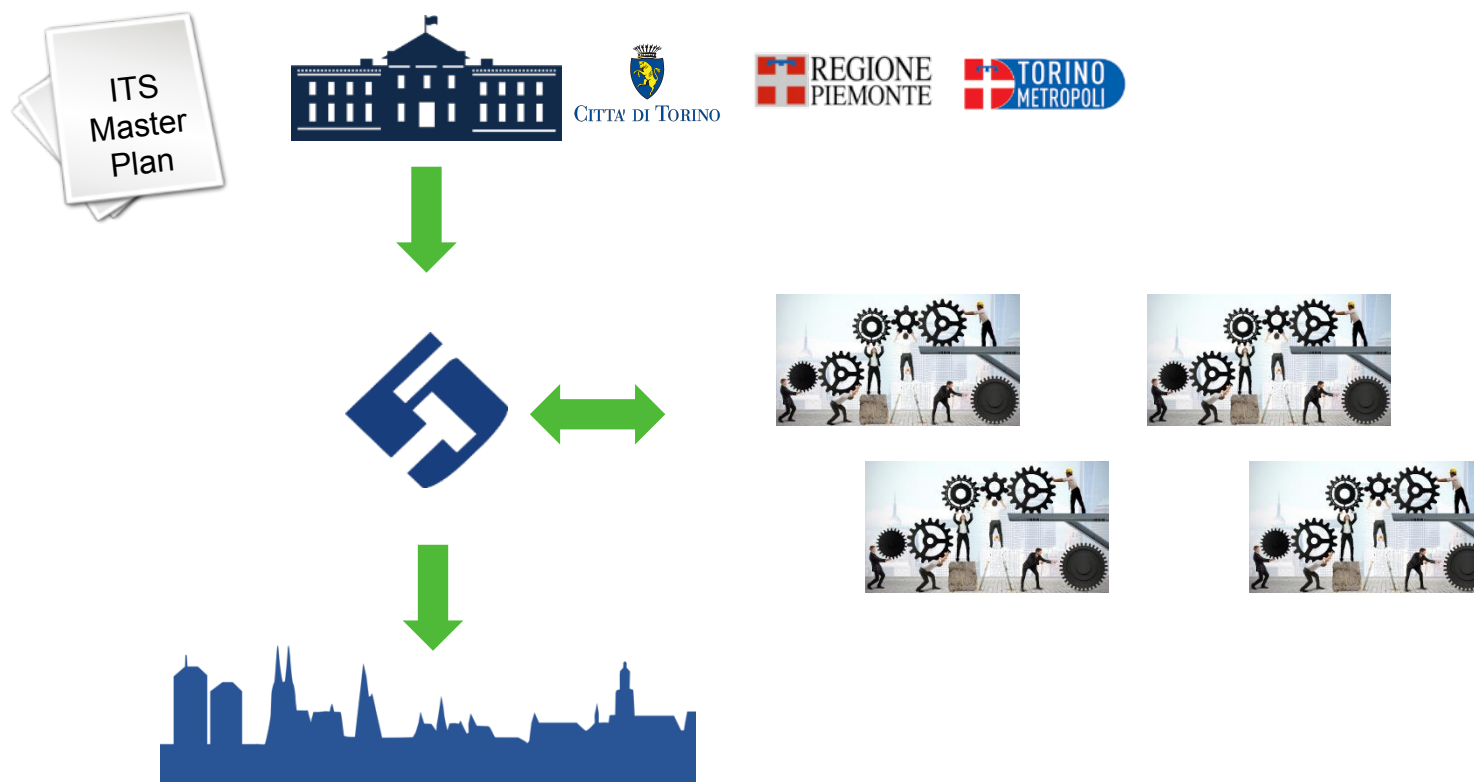 ITS
Master
Plan
CITTA' DI TORINO
REGIONE
PIEMONTE
TORINO
METROPOLI